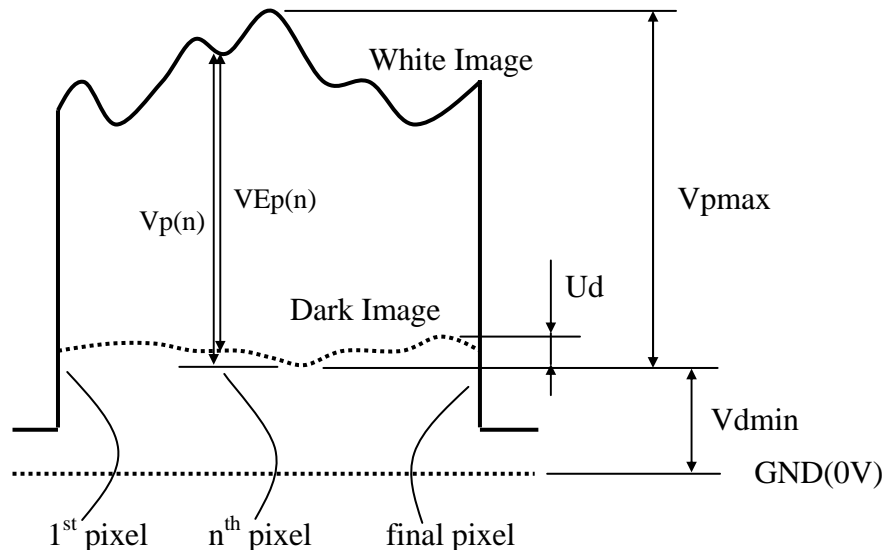 White Image
VEp(n)
Vp(n)
Vpmax
Ud
Dark Image
Vdmin
GND(0V)
1st pixel
nth pixel
final pixel